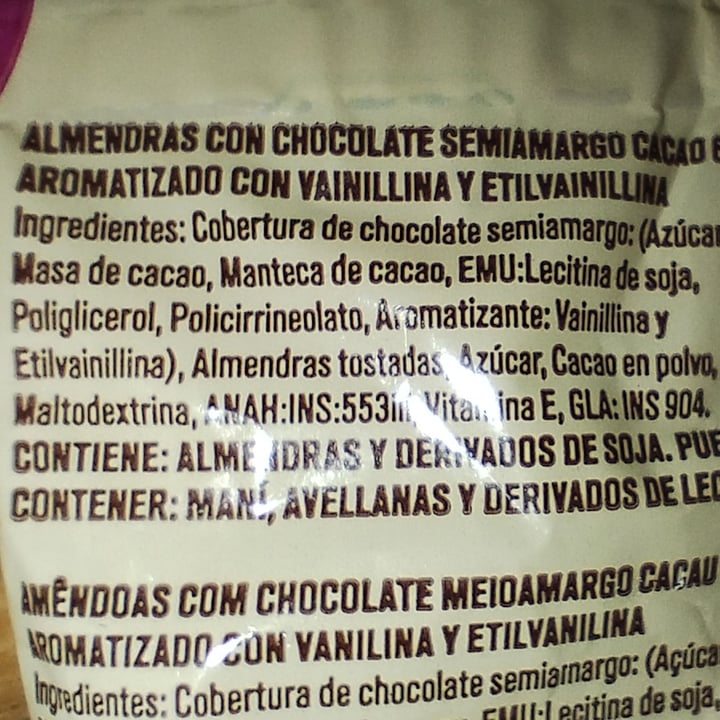 ALMENDRAS CON CHOCOLATE SEMIAMARGO CACAO
AROMATIZADO CON VAINILLINA Y ETILVAINILLINA
Ingredientes: Cobertura de chocolate semiamargo: (Azúcar
Masa de cacao, Manteca de cacao, EMU:Lecitina de soja,
Poliglicerol, Policirrineolato, Aromatizante: Vainillina y
Etilvainillina), Almendras tostadas, Azúcar, Cacao en polvo,
Maltodextrina, ANAH:INS:553iii, Vitamina E, GLA: INS 904.
CONTIENE: ALMENDRAS Y DERIVADOS DE SOJA. PUE
CONTENER: MANÍ, AVELLANAS Y DERIVADOS DE LEC
AMÊNDOAS COM CHOCOLATE MEIOAMARGO CACAU
AROMATIZADO CON VANILINA Y ETILVANILINA
Ingredientes: Cobertura de chocolate semiamargo: (Açúca
EMU:Lecitina de soja,